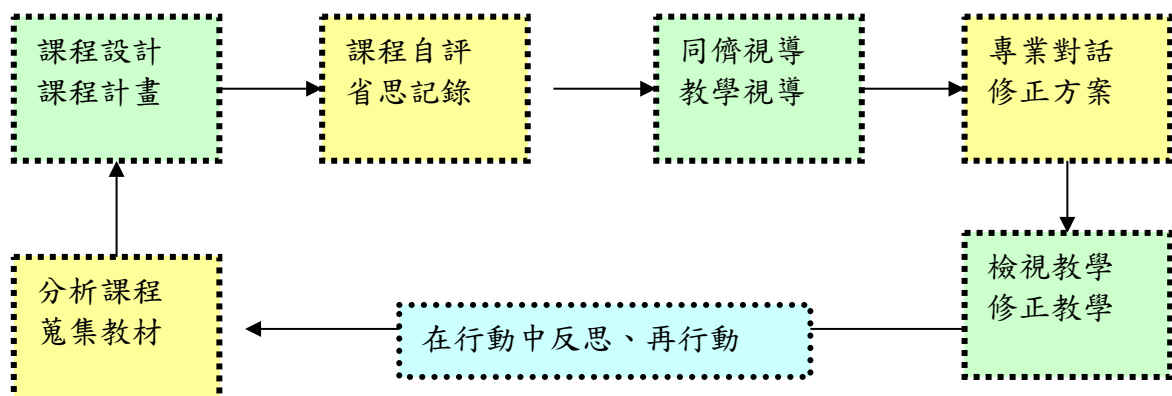 課程設計
課程計畫
課程自評
省思記錄
同儕視導
教學視導
專業對話
修正方案
檢視教學
修正教學
在行動中反思、再行動
分析課程
蒐集教材